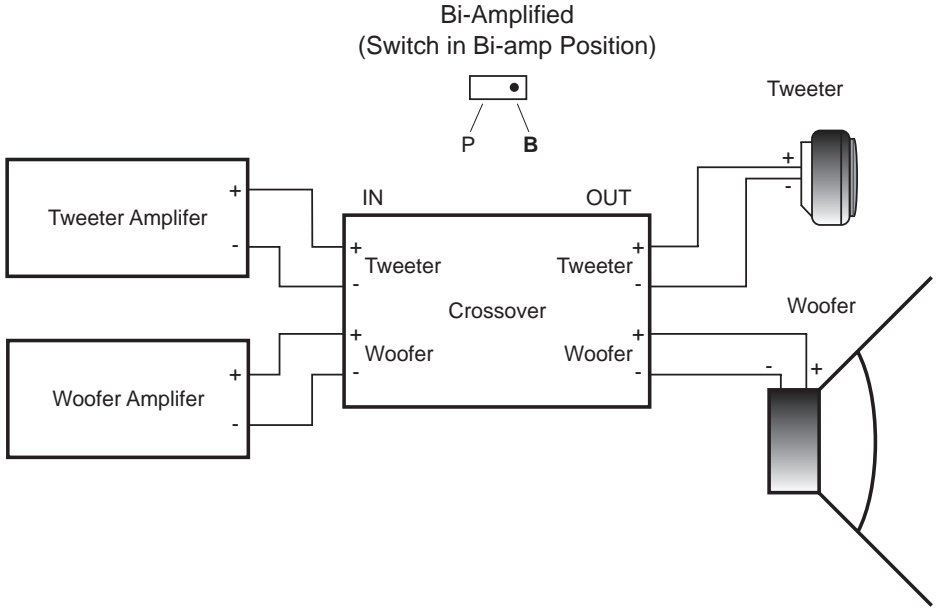 Bi-Amplified
(Switch in Bi-amp Position)
P B
Tweeter
+
-
Tweeter Amplifer
+
-
IN OUT
+ +
Tweeter Tweeter
- -
Crossover
+ +
Woofer Woofer
- -
Woofer Amplifer
+
-
Woofer
- +